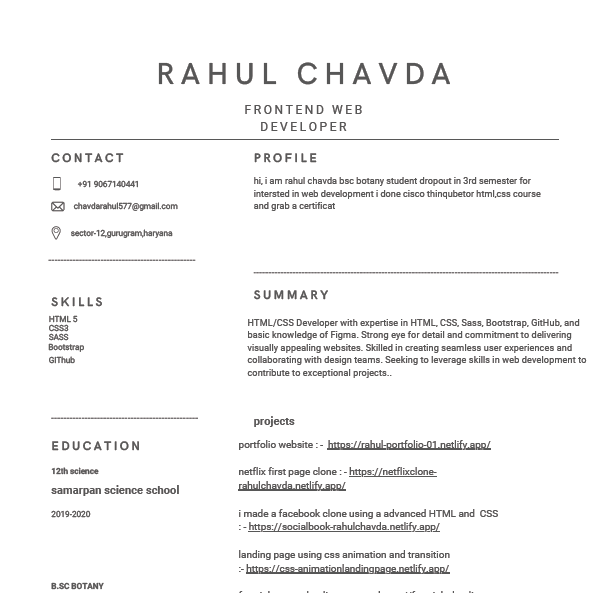 RAHUL CHAVDA
FRONTEND WEB
DEVELOPER
CONTACT
+91 9067140441
chavdarahul577@gmail.com
sector-12,gurugram,haryana
PROFILE
hi, i am rahul chavda bsc botany student dropout in 3rd semester for
intersted in web development i done cisco thinqubetor html,css course
and grab a certificat
SKILLS
HTML 5
CSS3
SASS
Bootstrap
GIThub
SUMMARY
HTML/CSS Developer with expertise in HTML, CSS, Sass, Bootstrap, GitHub, and
basic knowledge of Figma. Strong eye for detail and commitment to delivering
visually appealing websites. Skilled in creating seamless user experiences and
collaborating with design teams. Seeking to leverage skills in web development to
contribute to exceptional projects..
EDUCATION
12th science
samarpan science school
2019-2020
B.SC BOTANY
projects
portfolio website : - https://rahul-portfolio-01.netlify.app/
netflix first page clone : - https://netflixclone-
rahulchavda.netlify.app/
i made a facebook clone using a advanced HTML and CSS
: - https://socialbook-rahulchavda.netlify.app/
landing page using css animation and transition
:- https://css-animationlandingpage.netlify.app/